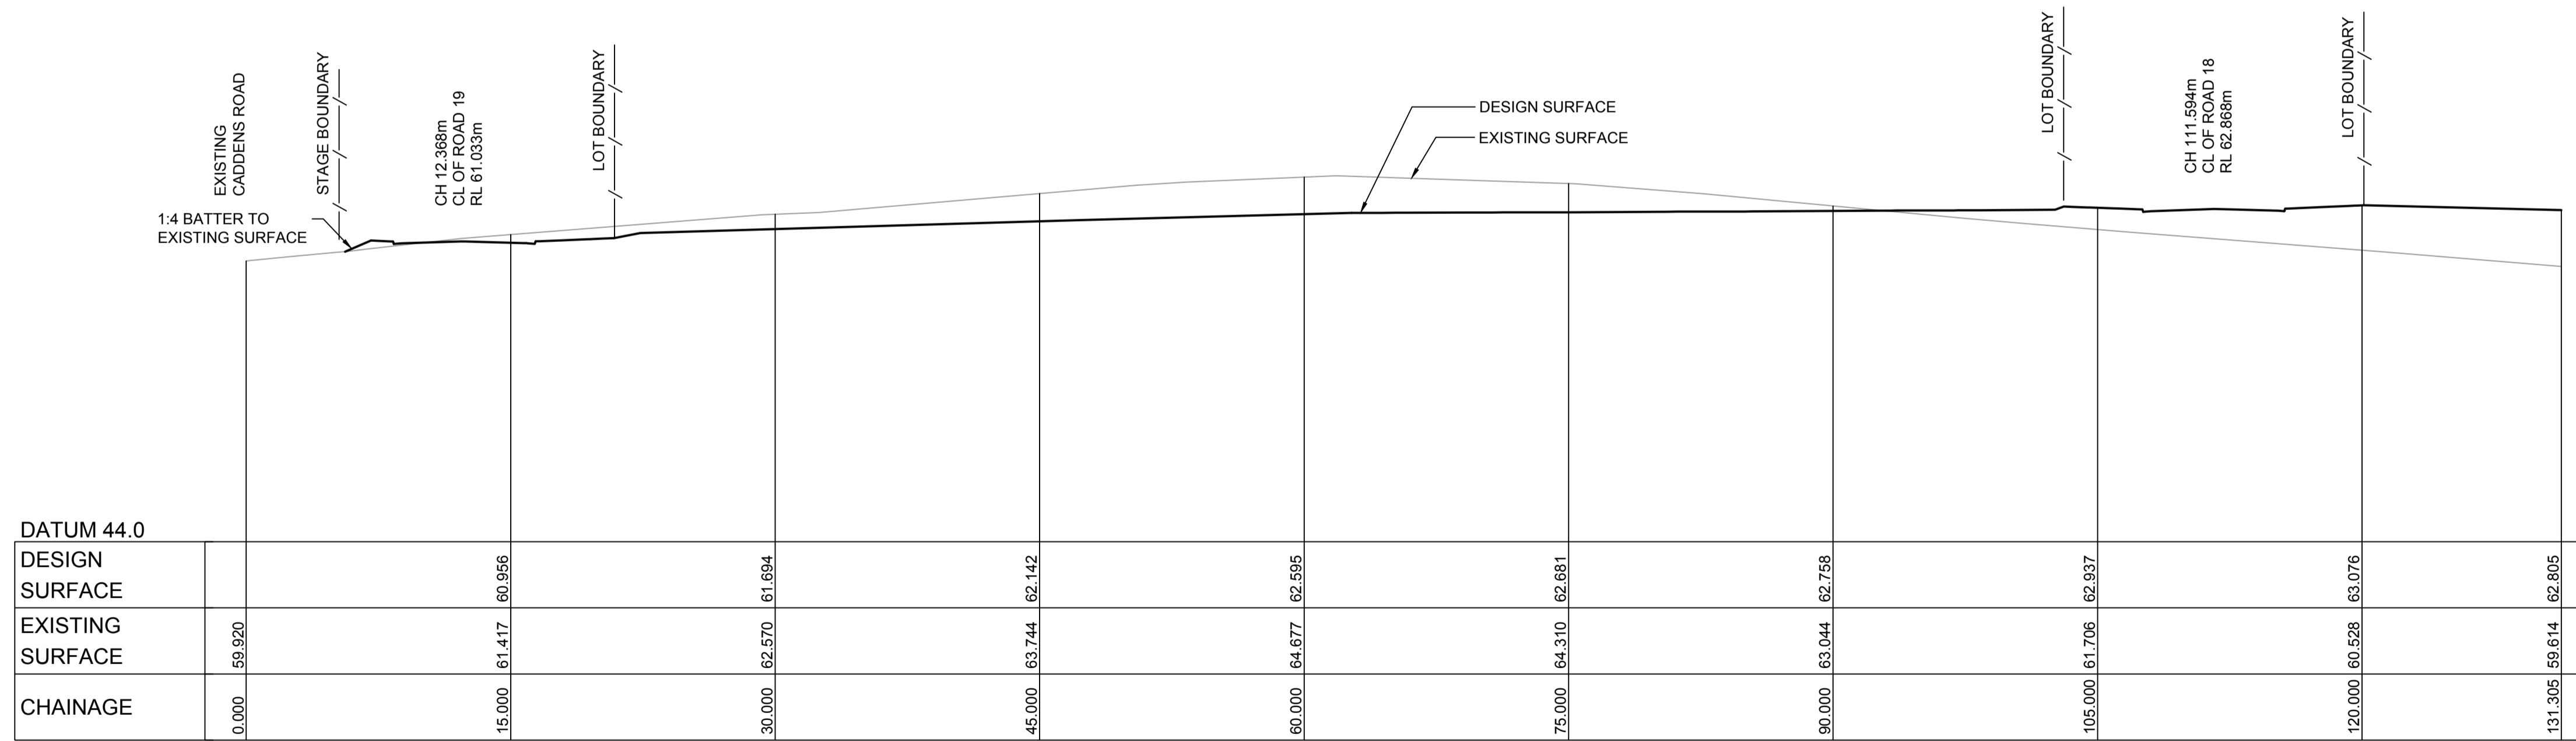 EXISTING
CADDENS ROAD
STAGE BOUNDARY
CH 12.368m
CL OF ROAD 19
RL 61.033m
LOT BOUNDARY
DESIGN SURFACE
EXISTING SURFACE
LOT BOUNDARY
CH 111.594m
CL OF ROAD 18
RL 62.868m
LOT BOUNDARY
1:4 BATTER TO
EXISTING SURFACE
DATUM 44.0
DESIGN
SURFACE
60.956
61.694
62.142
62.595
62.681
62.758
62.937
63.076
62.805
EXISTING
SURFACE
59.920
61.417
62.570
63.744
64.677
64.310
63.044
61.706
60.528
59.614
CHAINAGE
0.000
15.000
30.000
45.000
60.000
75.000
90.000
105.000
120.000
131.305